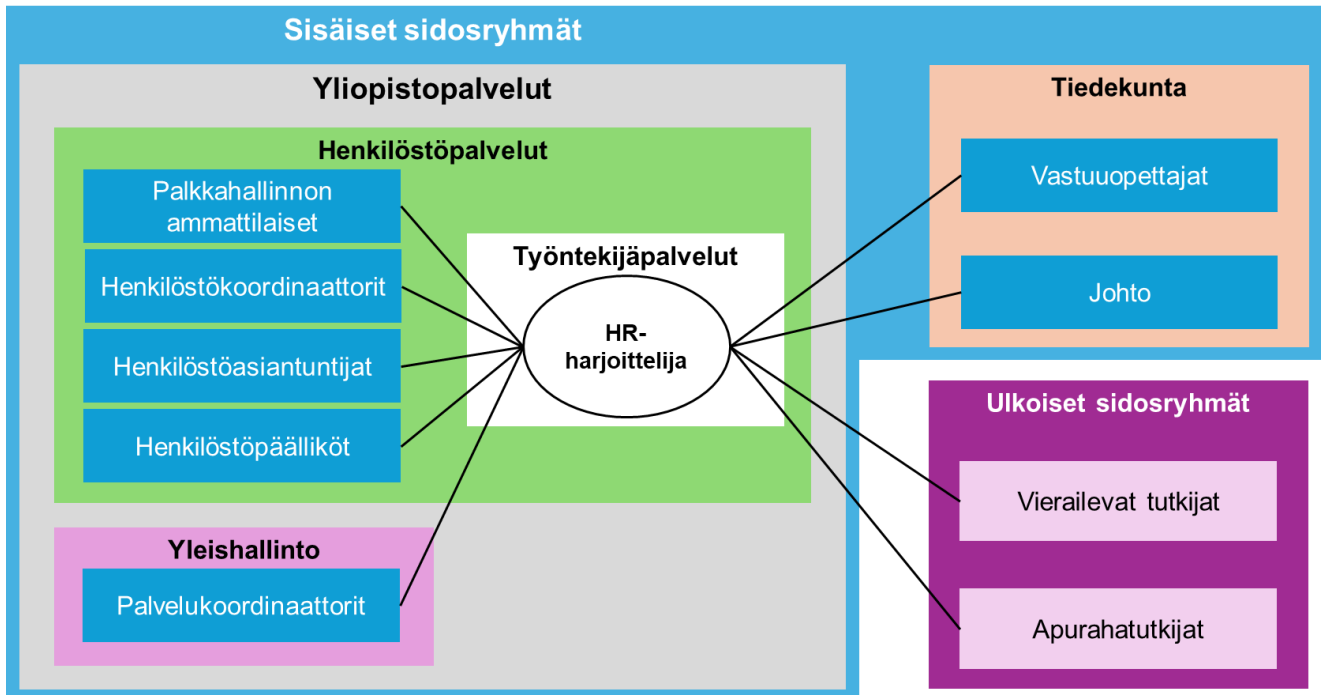 Sisäiset sidosryhmät
Yliopistopalvelut
Henkilöstöpalvelut
Palkkahallinnon
ammattilaiset
Henkilöstökoordinaattorit
Henkilöstöasiantuntijat
Henkilöstöpäälliköt
Työntekijäpalvelut
HR-
harjoittelija
Yleishallinto
Palvelukoordinaattorit
Tiedekunta
Vastuuopettajat
Johto
Ulkoiset sidosryhmät
Vierailevat tutkijat
Apurahatutkijat